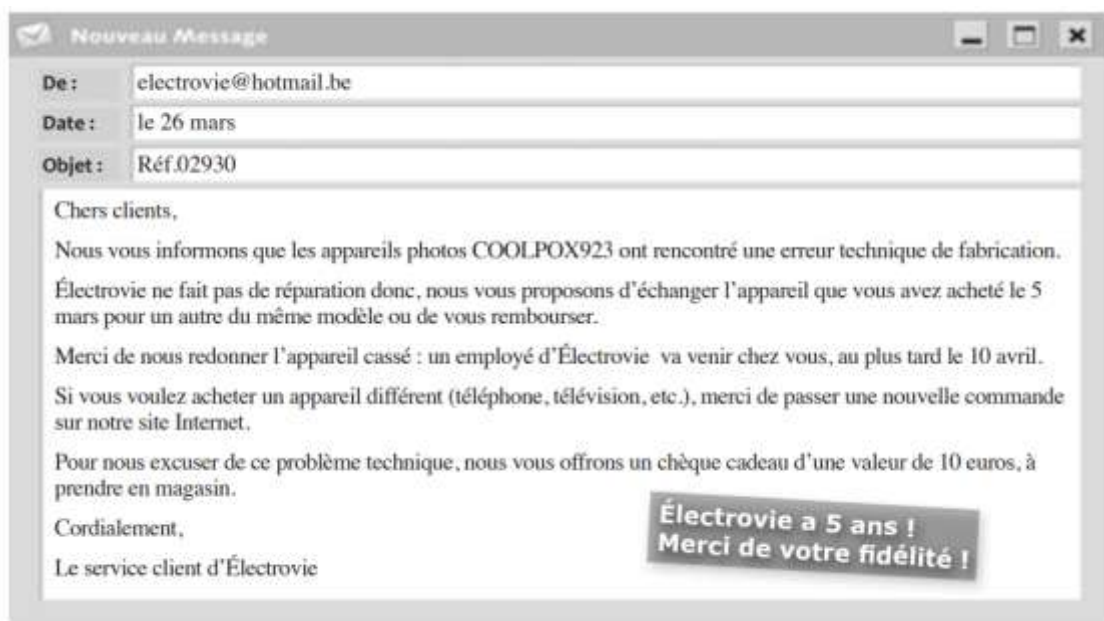 Nouveau Message
De : electrovie@hotmail.be
Date : le 26 mars
Objet : Réf.02930
Chers clients,
Nous vous informons que les appareils photos COOLPOX923 ont rencontré une erreur technique de fabrication.
Électrovie ne fait pas de réparation donc, nous vous proposons d'échanger l'appareil que vous avez acheté le 5
mars pour un autre du même modèle ou de vous rembourser.
Merci de nous redonner l'appareil cassé : un employé d'Électrovie va venir chez vous, au plus tard le 10 avril.
Si vous voulez acheter un appareil différent (téléphone, télévision, etc.), merci de passer une nouvelle commande
sur notre site Internet.
Pour nous excuser de ce problème technique, nous vous offrons un chèque cadeau d'une valeur de 10 euros, à
prendre en magasin.
Cordialement,
Le service client d'Électrovie
Électrovie a 5 ans !
Merci de votre fidélité !